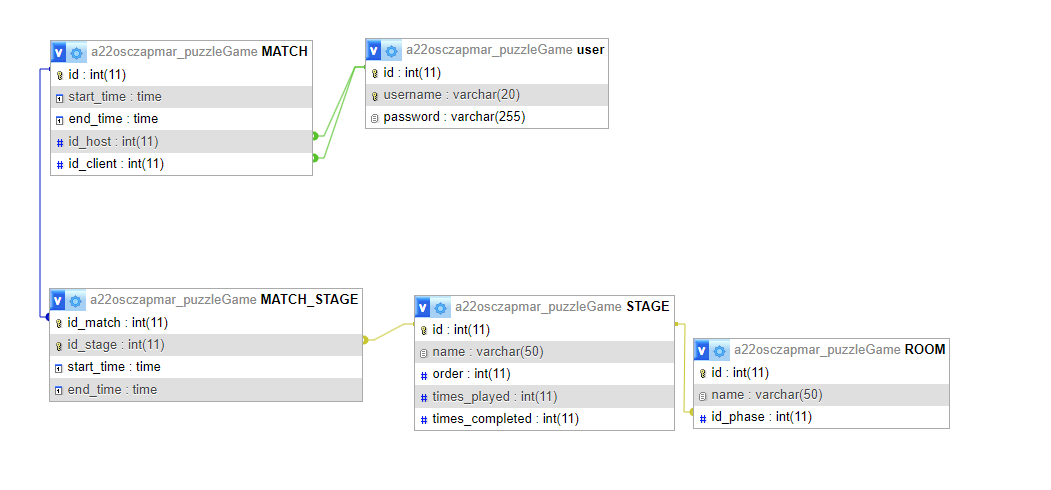 v a22osczapmar_puzzleGame MATCH
id : int(11)
start_time : time
end_time : time
# id_host : int(11)
# id_client : int(11)
v a22osczapmar_puzzleGame user
id : int(11)
username : varchar(20)
password : varchar(255)
v a22osczapmar_puzzleGame MATCH_STAGE
id_match : int(11)
id_stage : int(11)
start_time : time
end_time : time
v a22osczapmar_puzzleGame STAGE
id : int(11)
name : varchar(50)
# order : int(11)
# times_played : int(11)
# times_completed : int(11)
v a22osczapmar_puzzleGame ROOM
id : int(11)
name : varchar(50)
# id_phase : int(11)